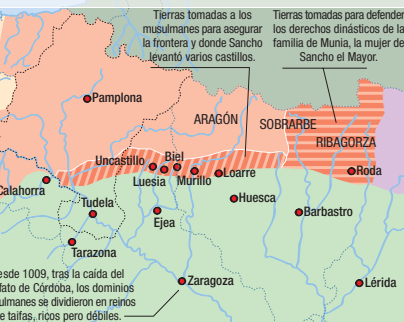 Tierras tomadas a los
musulmanes para asegurar
la frontera y donde Sancho
levantó varios castillos.
Tierras tomadas para defender
los derechos dinásticos de la
familia de Munia, la mujer de
Sancho el Mayor.
Pamplona
ARAGÓN
SOBRARBE
RIBAGORZA
Uncastillo
Biel
Luesia
Murillo
Loarre
Roda
Calahorra
Huesca
Tudela
Ejea
Barbastro
Tarazona
Zaragoza
Lérida
esde 1009, tras la caída del
fato de Córdoba, los dominios
ulmanes se dividieron en reinos
e taifas, ricos pero débiles.